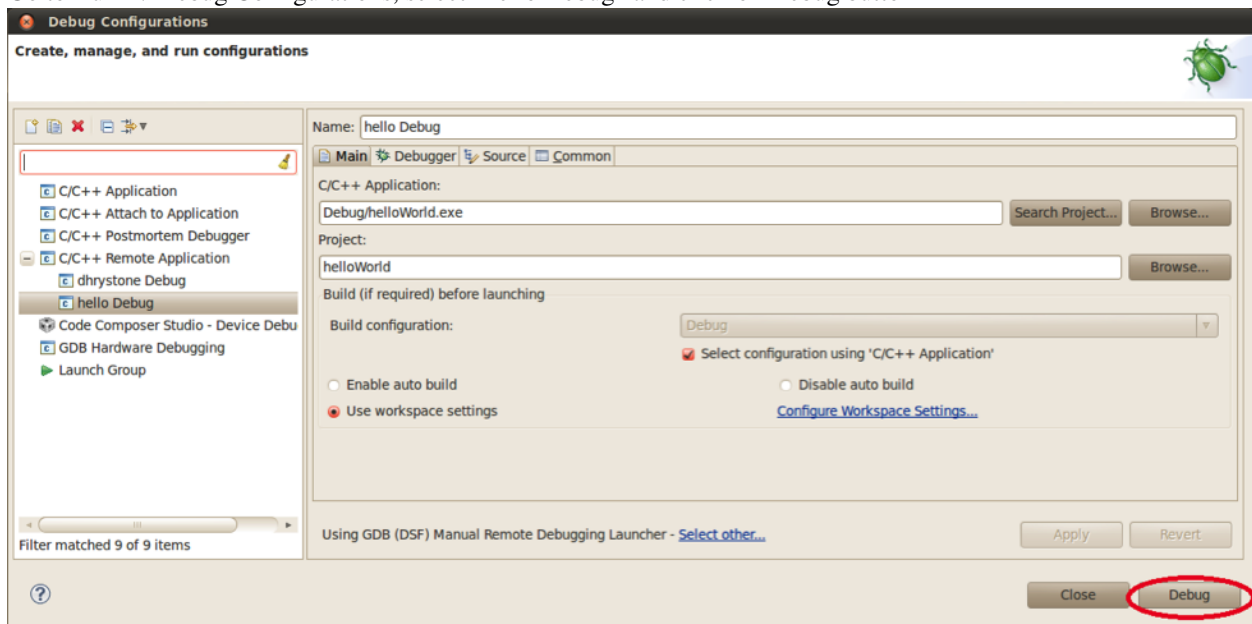 Debug Configurations
Create, manage, and run configurations
Name: hello Debug
Main Debugger Source Common
C/C++ Application
C/C++ Attach to Application
C/C++ Postmortem Debugger
C/C++ Remote Application
dhrystone Debug
hello Debug
Code Composer Studio - Device Debu
GDB Hardware Debugging
Launch Group
Filter matched 9 of 9 items
C/C++ Application:
Debug/helloWorld.exe Search Project... Browse...
Project:
helloWorld Browse...
Build (if required) before launching
Build configuration: Debug
Select configuration using 'C/C++ Application'
Enable auto build Disable auto build
Use workspace settings Configure Workspace Settings...
Using GDB (DSF) Manual Remote Debugging Launcher - Select other... Apply Revert
Close Debug